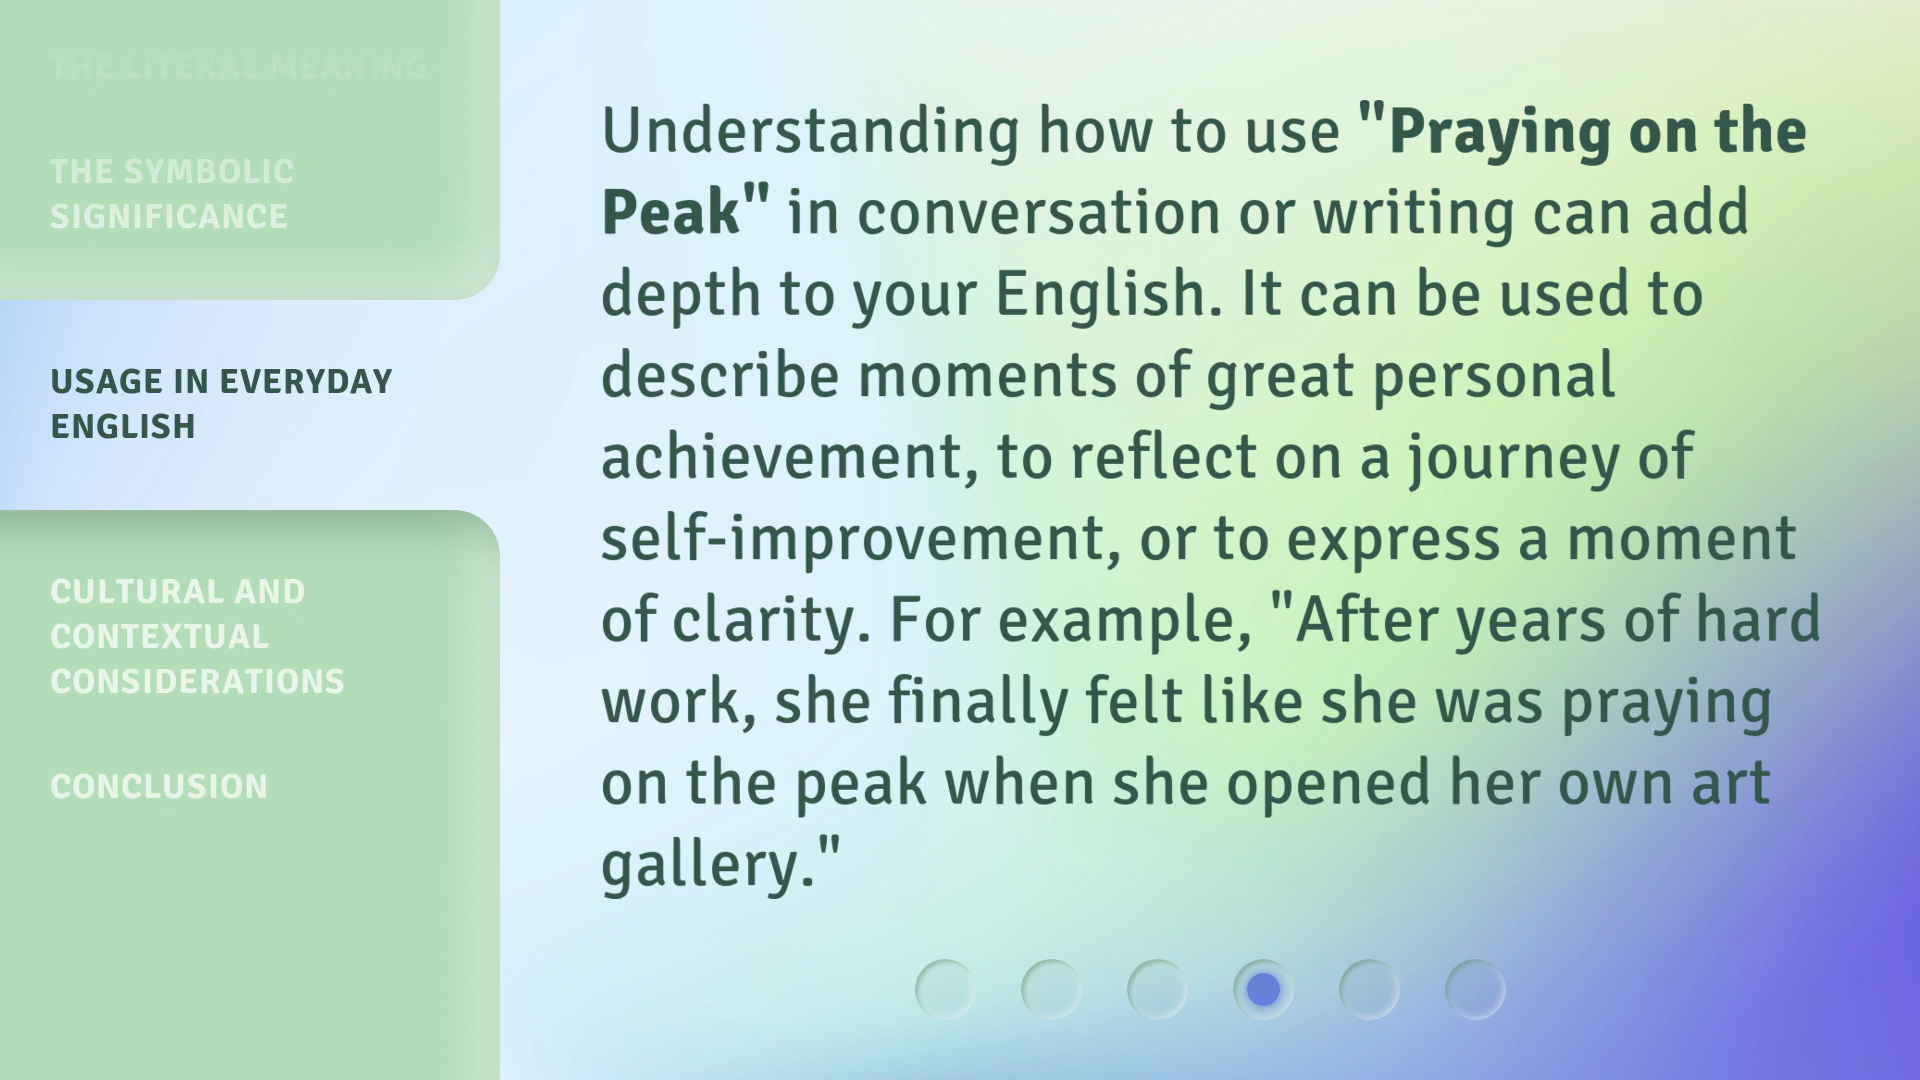 THE LITERAL MEANING
THE SYMBOLIC
SIGNIFICANCE
USAGE IN EVERYDAY
ENGLISH
CULTURAL AND
CONTEXTUAL
CONSIDERATIONS
CONCLUSION
Understanding how to use "Praying on the
Peak" in conversation or writing can add
depth to your English. It can be used to
describe moments of great personal
achievement, to reflect on a journey of
self-improvement, or to express a moment
of clarity. For example, "After years of hard
work, she finally felt like she was praying
on the peak when she opened her own art
gallery."